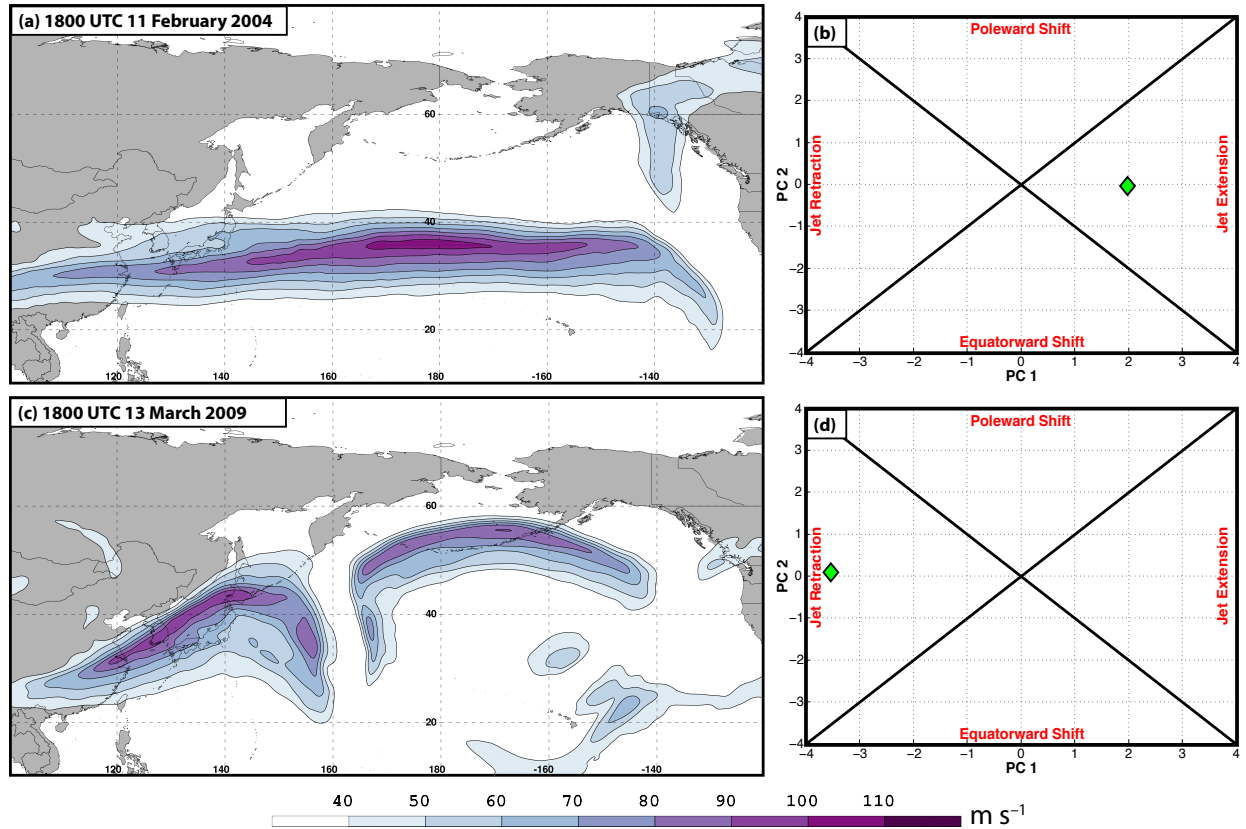 (a) 1800 UTC 11 February 2004
60
40
20
120
140
160
180
-160
-140
(b)
Poleward Shift
Jet Retraction
Jet Extension
Equatorward Shift
PC 2
4
3
2
1
0
−1
−2
−3
−4
−4 −3 −2 −1 0 1 2 3 4
PC 1
(c) 1800 UTC 13 March 2009
60
40
20
120
140
160
-180
-160
-140
(d)
Poleward Shift
Jet Retraction
Jet Extension
Equatorward Shift
PC 2
4
3
2
1
0
−1
−2
−3
−4
−4 −3 −2 −1 0 1 2 3 4
PC 1
40 50 60 70 80 90 100 110 m s⁻¹